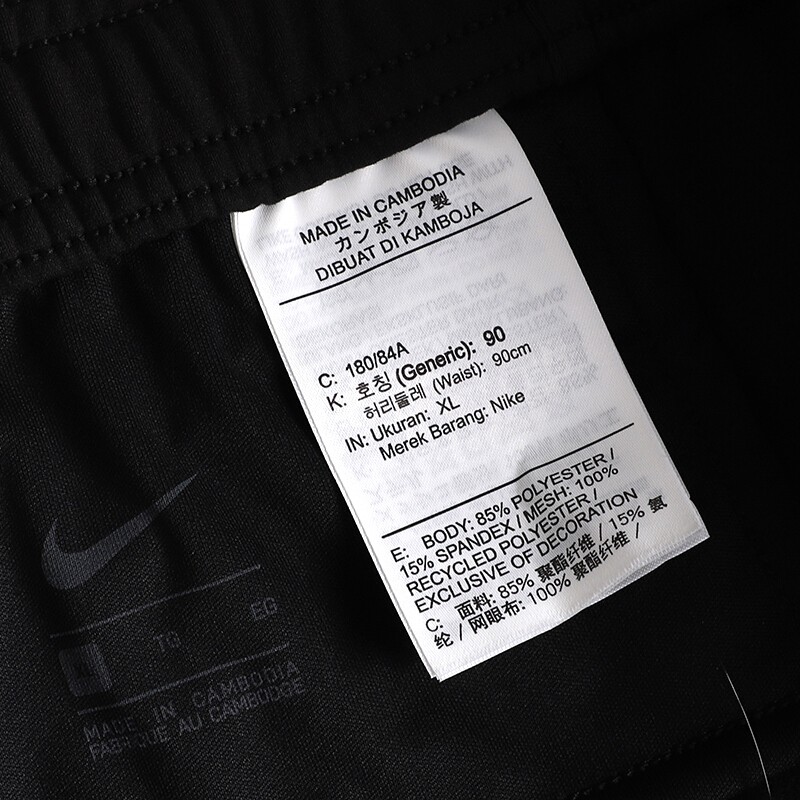 MADE IN CAMBODIA
カンボジア製
DIBUAT DI KAMBOJA
C: 180/84A
K: 호칭 (Generic): 90
허리둘레 (Waist): 90cm
IN: Ukuran: XL
Merek Barang: Nike
E: BODY: 85% POLYESTER /
15% SPANDEX / MESH: 100%
RECYCLED POLYESTER /
EXCLUSIVE OF DECORATION
C: 面料: 85% 聚酯纤维 / 15% 氨
纶 / 网眼布: 100% 聚酯纤维 /
EG
MADE IN CAMBODIA
FABRIQUE AU CAMBODGE